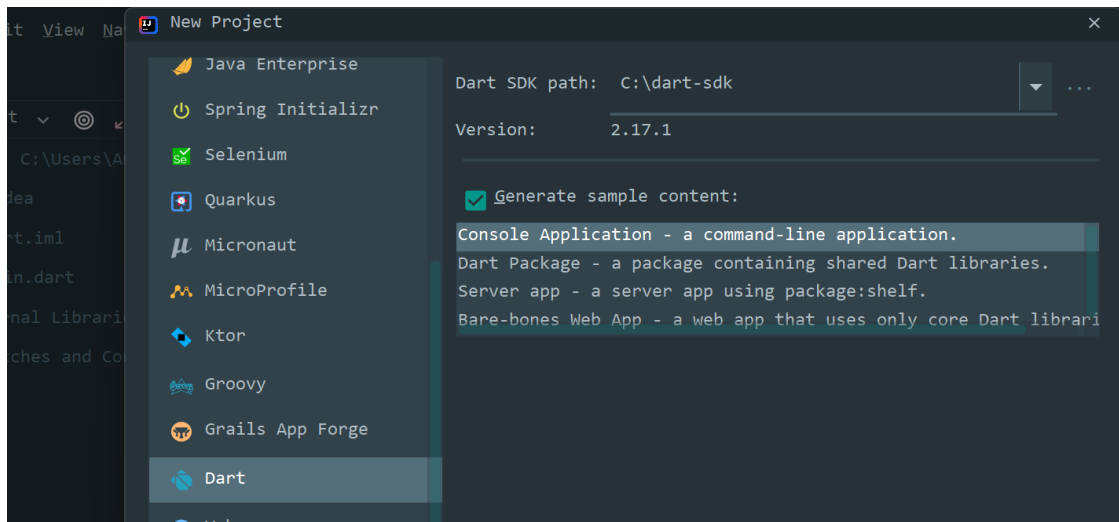 it View Na
New Project
Java Enterprise
Spring Initializr
Selenium
Quarkus
Micronaut
MicroProfile
Ktor
Groovy
Grails App Forge
Dart
Dart SDK path: C:\dart-sdk
...
Version: 2.17.1
Generate sample content:
Console Application - a command-line application.
Dart Package - a package containing shared Dart libraries.
Server app - a server app using package:shelf.
Bare-bones Web App - a web app that uses only core Dart librari
t
C:\Users\A
dea
rt.iml
in.dart
rnal Librari
tches and Co